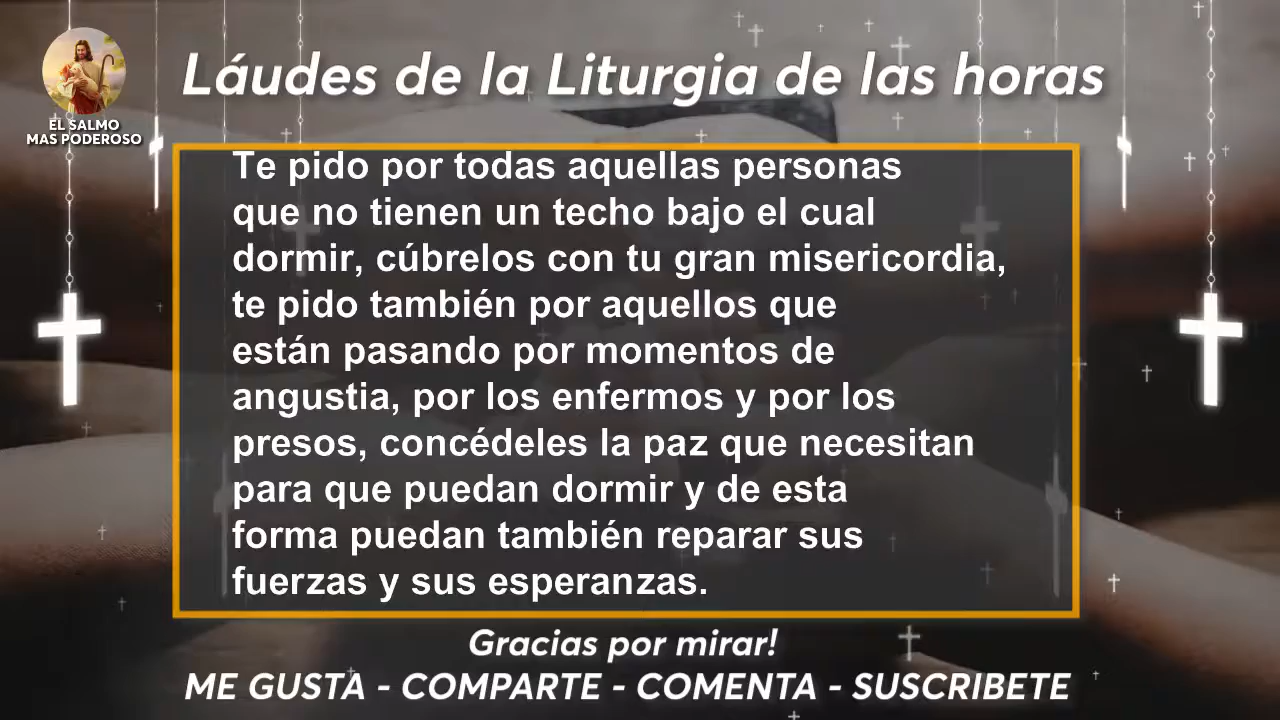 Láudes de la Liturgia de las horas
EL SALMO
MAS PODEROSO
Te pido por todas aquellas personas
que no tienen un techo bajo el cual
dormir, cúbrelos con tu gran misericordia,
te pido también por aquellos que
están pasando por momentos de
angustia, por los enfermos y por los
presos, concédeles la paz que necesitan
para que puedan dormir y de esta
forma puedan también reparar sus
fuerzas y sus esperanzas.
Gracias por mirar!
ME GUSTA - COMPARTE - COMENTA - SUSCRIBETE